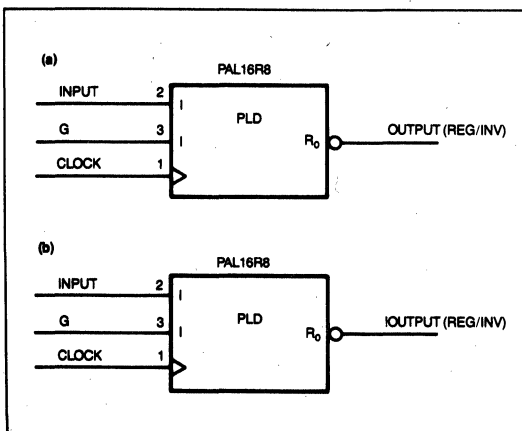 (a)
PAL16R8
INPUT 2 I
PLD
G 3 I
R0 OUTPUT (REG/INV)
CLOCK 1
(b)
PAL16R8
INPUT 2 I
PLD
G 3 I
R0 !OUTPUT (REG/INV)
CLOCK 1